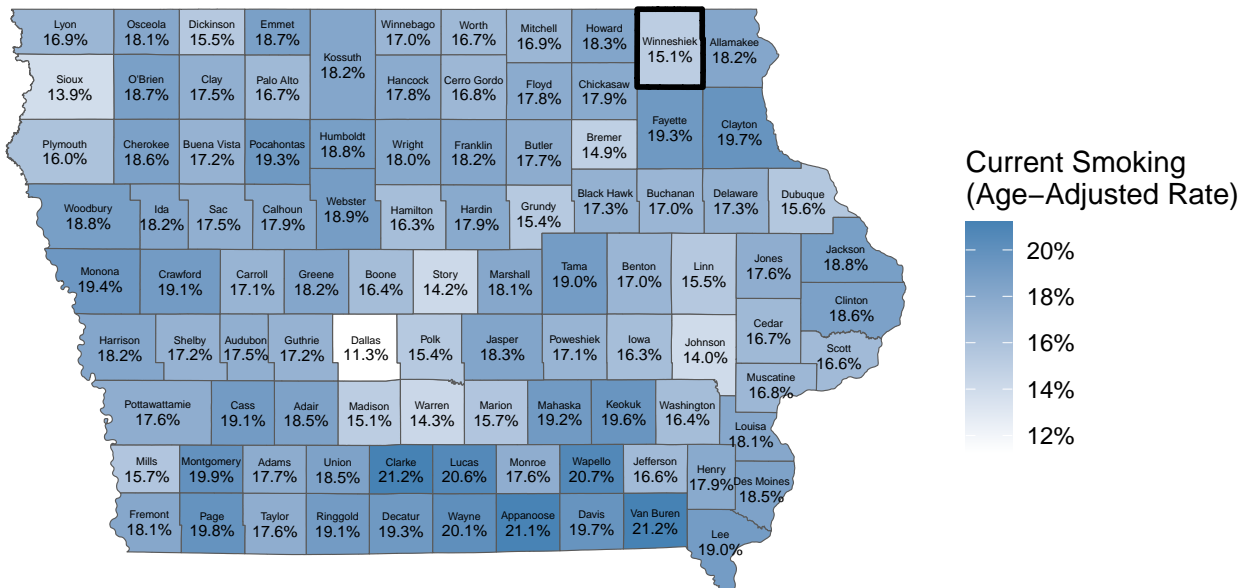 Lyon
16.9%
Osceola
18.1%
Dickinson
15.5%
Emmet
18.7%
Kossuth
18.2%
Winnebago
17.0%
Worth
16.7%
Mitchell
16.9%
Howard
18.3%
Winneshiek
15.1%
Allamakee
18.2%
Sioux
13.9%
O'Brien
18.7%
Clay
17.5%
Palo Alto
16.7%
Hancock
17.8%
Cerro Gordo
16.8%
Floyd
17.8%
Chickasaw
17.9%
Fayette
19.3%
Clayton
19.7%
Plymouth
16.0%
Cherokee
18.6%
Buena Vista
17.2%
Pocahontas
19.3%
Humboldt
18.8%
Wright
18.0%
Franklin
18.2%
Butler
17.7%
Bremer
14.9%
Woodbury
18.8%
Ida
18.2%
Sac
17.5%
Calhoun
17.9%
Webster
18.9%
Hamilton
16.3%
Hardin
17.9%
Grundy
15.4%
Black Hawk
17.3%
Buchanan
17.0%
Delaware
17.3%
Dubuque
15.6%
Monona
19.4%
Crawford
19.1%
Carroll
17.1%
Greene
18.2%
Boone
16.4%
Story
14.2%
Marshall
18.1%
Tama
19.0%
Benton
17.0%
Linn
15.5%
Jones
17.6%
Jackson
18.8%
Clinton
18.6%
Harrison
18.2%
Shelby
17.2%
Audubon
17.5%
Guthrie
17.2%
Dallas
11.3%
Polk
15.4%
Jasper
18.3%
Poweshiek
17.1%
Iowa
16.3%
Johnson
14.0%
Cedar
16.7%
Scott
16.6%
Muscatine
16.8%
Pottawattamie
17.6%
Cass
19.1%
Adair
18.5%
Madison
15.1%
Warren
14.3%
Marion
15.7%
Mahaska
19.2%
Keokuk
19.6%
Washington
16.4%
Louisa
18.1%
Mills
15.7%
Montgomery
19.9%
Adams
17.7%
Union
18.5%
Clarke
21.2%
Lucas
20.6%
Monroe
17.6%
Wapello
20.7%
Jefferson
16.6%
Henry
17.9%
Des Moines
18.5%
Fremont
18.1%
Page
19.8%
Taylor
17.6%
Ringgold
19.1%
Decatur
19.3%
Wayne
20.1%
Appanoose
21.1%
Davis
19.7%
Van Buren
21.2%
Lee
19.0%
Current Smoking
(Age−Adjusted Rate)
20%
18%
16%
14%
12%